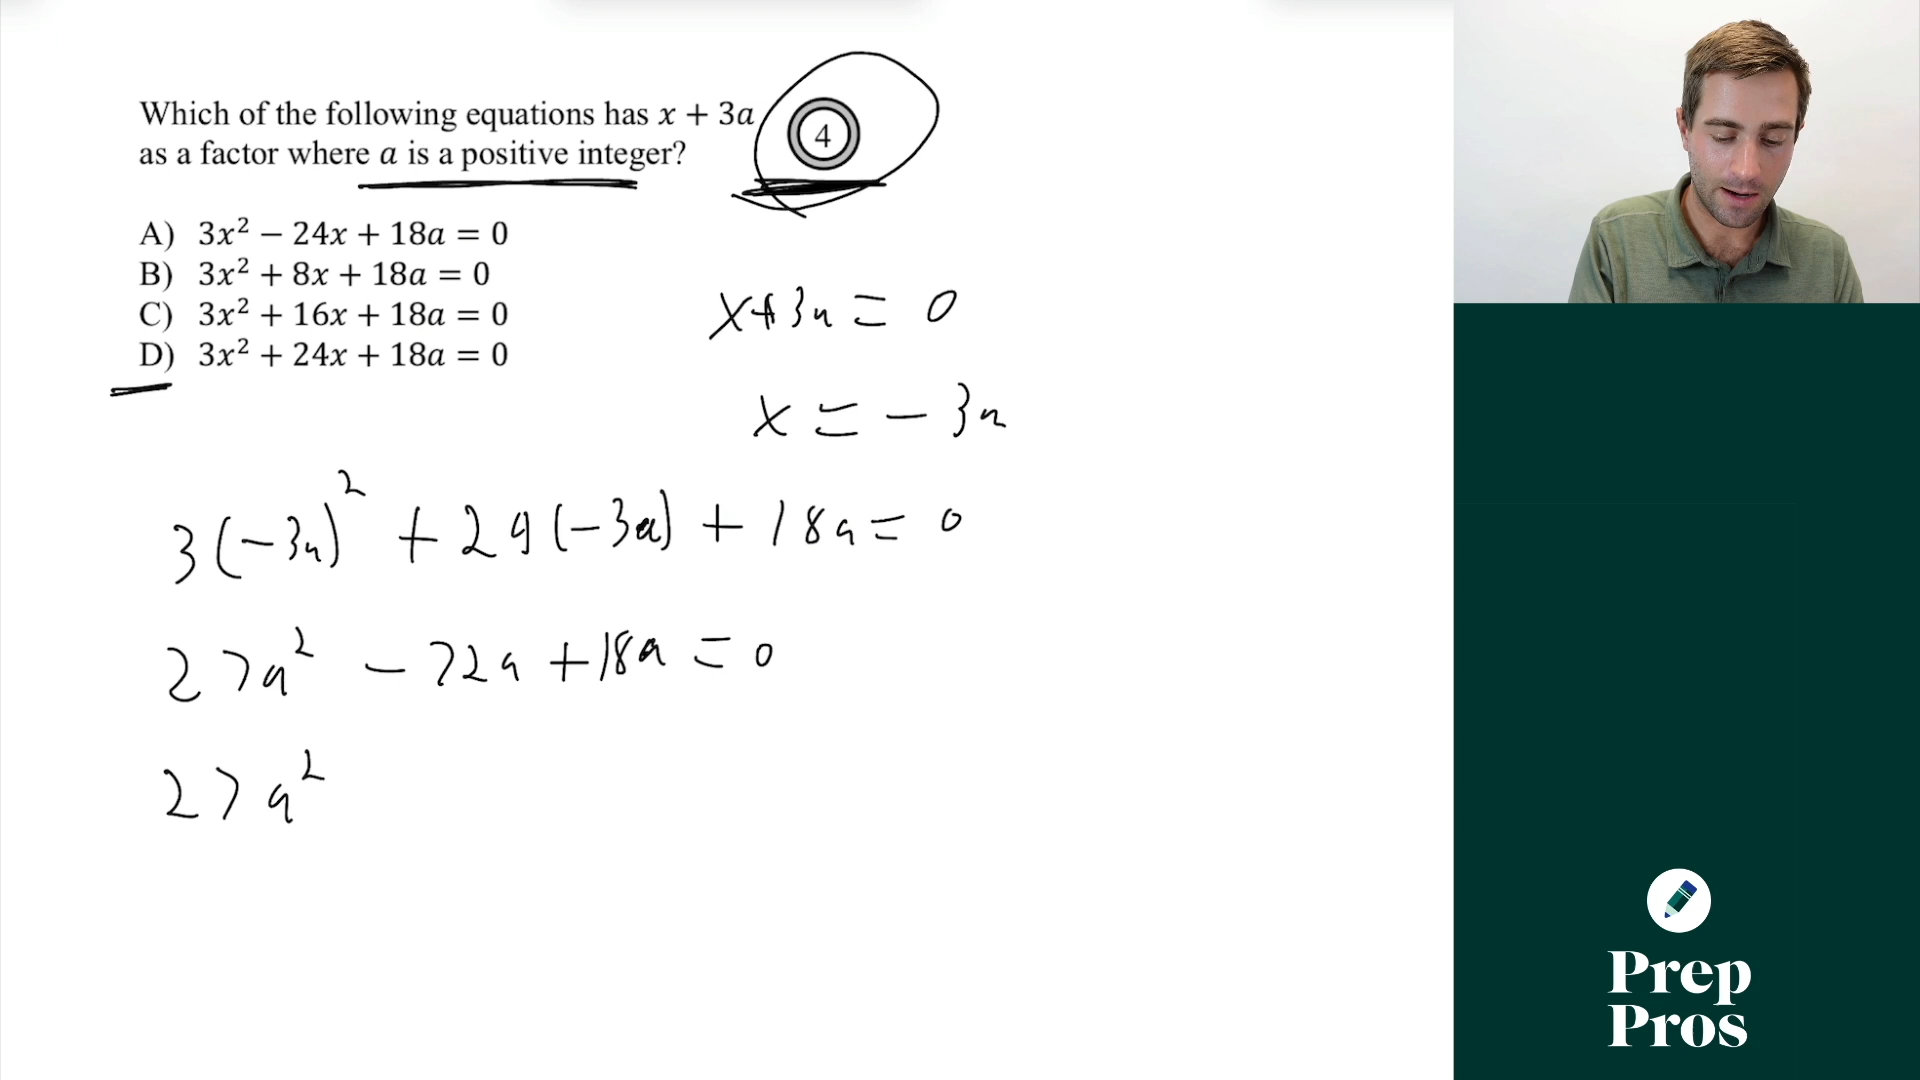 Which of the following equations has x + 3a
as a factor where a is a positive integer?
4
A) 3x² − 24x + 18a = 0
B) 3x² + 8x + 18a = 0
C) 3x² + 16x + 18a = 0
D) 3x² + 24x + 18a = 0
x+3a = 0
x = − 3a
3(−3a)² + 24(−3a) + 18a = 0
27a² − 72a + 18a = 0
27a²
Prep
Pros